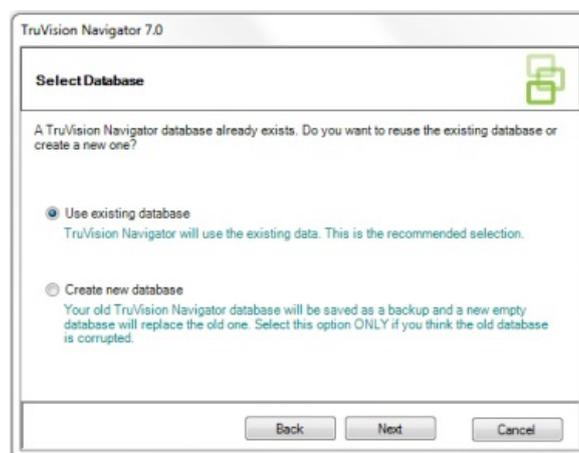 TruVision Navigator 7.0
Select Database
A TruVision Navigator database already exists. Do you want to reuse the existing database or
create a new one?
Use existing database
TruVision Navigator will use the existing data. This is the recommended selection.
Create new database
Your old TruVision Navigator database will be saved as a backup and a new empty
database will replace the old one. Select this option ONLY if you think the old database
is corrupted.
Back
Next
Cancel